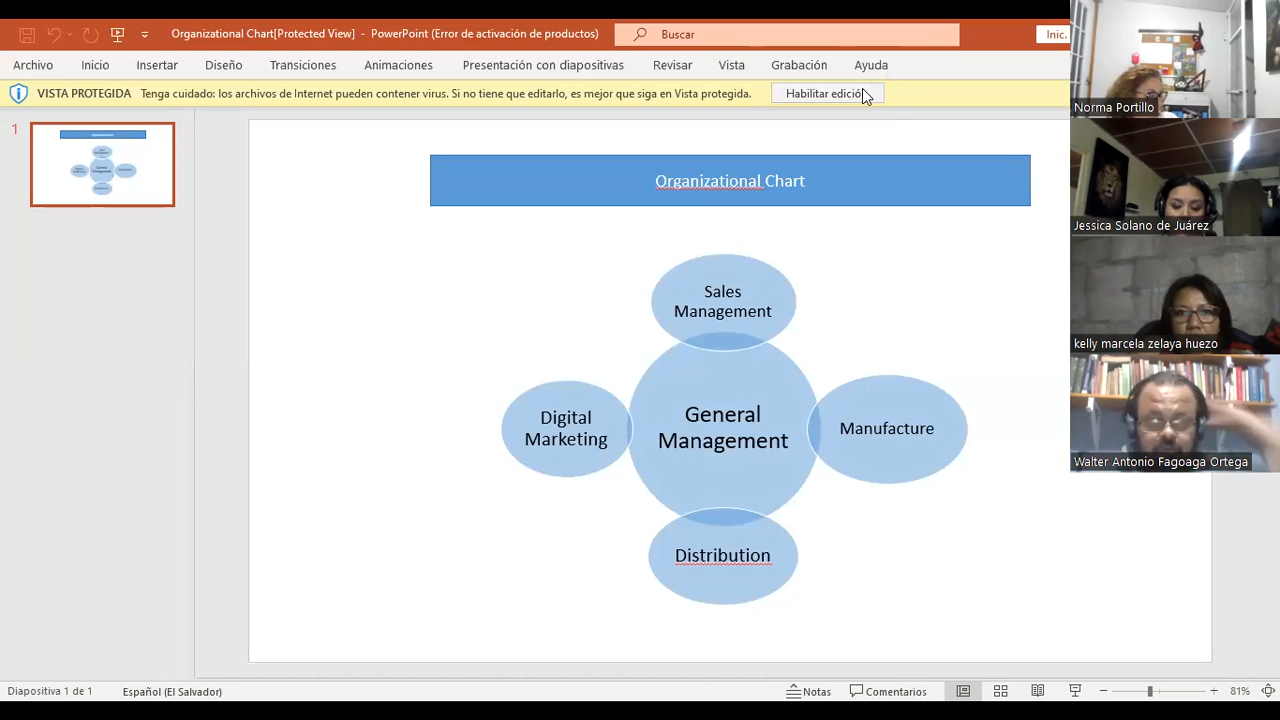 Organizational Chart[Protected View] - PowerPoint (Error de activación de productos)
Buscar
Inic.
Archivo Inicio Insertar Diseño Transiciones Animaciones Presentación con diapositivas Revisar Vista Grabación Ayuda
VISTA PROTEGIDA Tenga cuidado: los archivos de Internet pueden contener virus. Si no tiene que editarlo, es mejor que siga en Vista protegida. Habilitar edición
1
Organizational Chart
Sales
Management
Digital
Marketing
General
Management
Manufacture
Distribution
Norma Portillo
Jessica Solano de Juárez
kelly marcela zelaya huezo
Walter Antonio Fagoaga Ortega
Diapositiva 1 de 1 Español (El Salvador) Notas Comentarios 81%